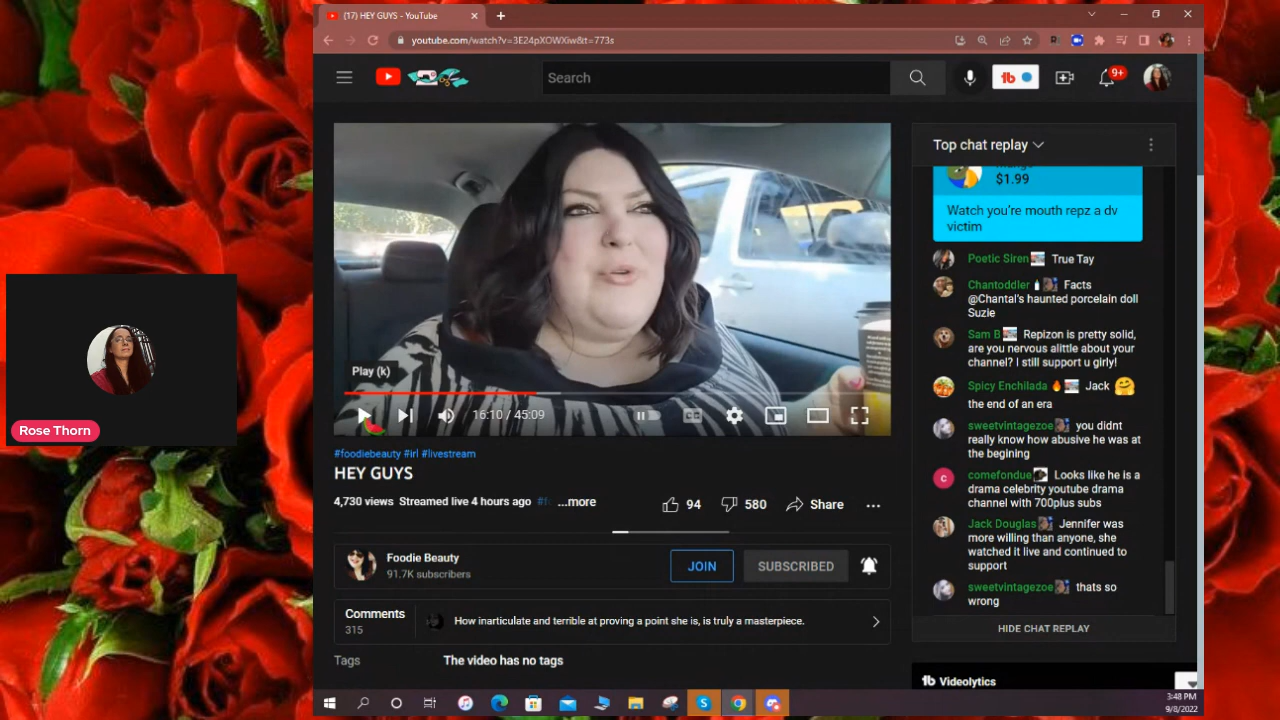 (17) HEY GUYS - YouTube
youtube.com/watch?v=3E24pXOWXiw&t=773s
Search
9+
Top chat replay
$1.99
Watch you're mouth repz a dv
victim
Poetic Siren True Tay
Chantoddler Facts
@Chantal's haunted porcelain doll
Suzie
Sam B Repizon is pretty solid,
are you nervous alittle about your
channel? I still support u girly!
Spicy Enchilada Jack
the end of an era
sweetvintagezoe you didnt
really know how abusive he was at
the begining
comefondue Looks like he is a
drama celebrity youtube drama
channel with 700plus subs
Jack Douglas Jennifer was
more willing than anyone, she
watched it live and continued to
support
sweetvintagezoe thats so
wrong
HIDE CHAT REPLAY
Play (k)
16:10 / 45:09
CC
#foodiebeauty #irl #livestream
HEY GUYS
4,730 views Streamed live 4 hours ago ...more
94
580
Share
Foodie Beauty
91.7K subscribers
JOIN
SUBSCRIBED
Comments
315
How inarticulate and terrible at proving a point she is, is truly a masterpiece.
Tags
The video has no tags
Videolytics
Rose Thorn
3:48 PM
9/8/2022